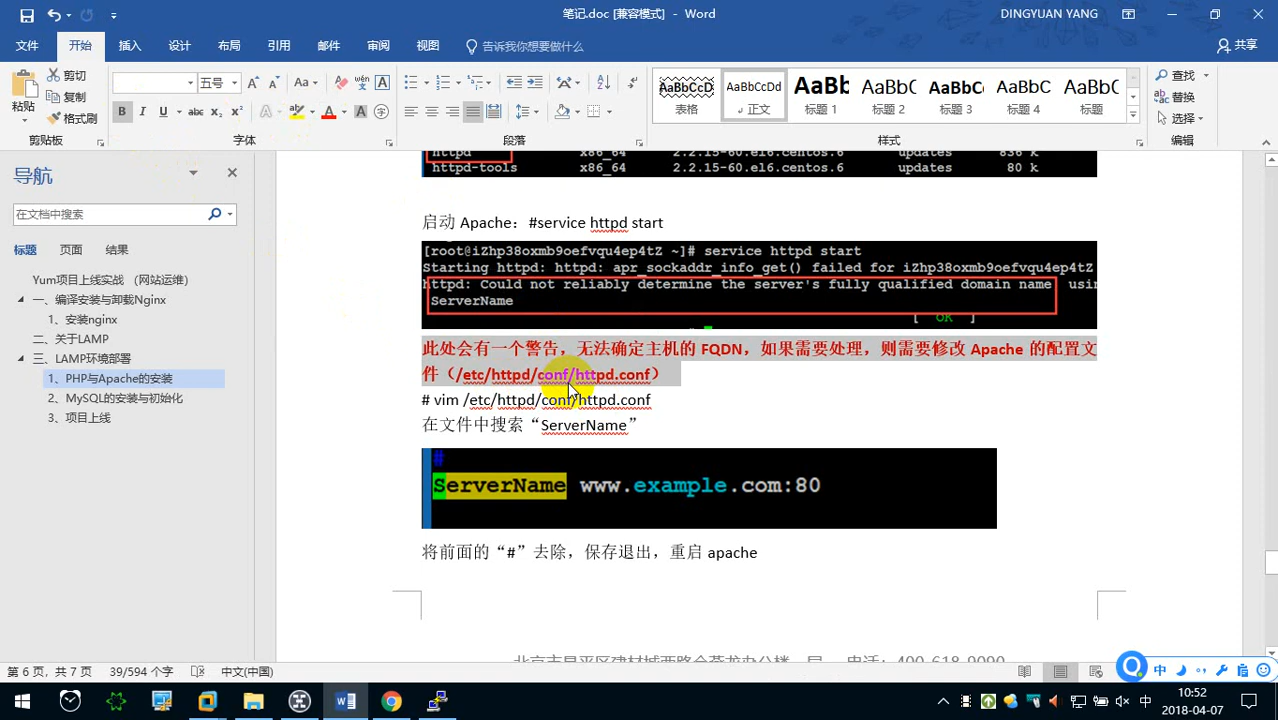 笔记.doc [兼容模式] - Word
DINGYUAN YANG
文件 开始 插入 设计 布局 引用 邮件 审阅 视图 告诉我你想要做什么 共享
粘贴 剪切 复制 格式刷
五号
AaBbCcD AaBbCcDd AaBb AaBbC AaBbC AaBbC AaBbC
表格 正文 标题 1 标题 2 标题 3 标题 4 标题
查找 替换 选择
剪贴板 字体 段落 样式 编辑
导航
在文档中搜索
标题 页面 结果
Yum项目上线实战 (网站运维)
一、编译安装与卸载Nginx
1、安装nginx
二、关于LAMP
三、LAMP环境部署
1、PHP与Apache的安装
2、MySQL的安装与初始化
3、项目上线
httpd x86_64 2.2.15-60.el6.centos.6 updates 836 k
httpd-tools x86_64 2.2.15-60.el6.centos.6 updates 80 k
启动 Apache：#service httpd start
[root@iZhp38oxmb9oefvqu4ep4tZ ~]# service httpd start
Starting httpd: httpd: apr_sockaddr_info_get() failed for iZhp38oxmb9oefvqu4ep4tZ
httpd: Could not reliably determine the server's fully qualified domain name usin
ServerName
[ OK ]
此处会有一个警告，无法确定主机的 FQDN，如果需要处理，则需要修改 Apache 的配置文
件（/etc/httpd/conf/httpd.conf）
# vim /etc/httpd/conf/httpd.conf
在文件中搜索“ServerName”
#
ServerName www.example.com:80
将前面的“#”去除，保存退出，重启 apache
第 6 页，共 7 页 39/594 个字 中文(中国)
中
中 10:52
2018-04-07